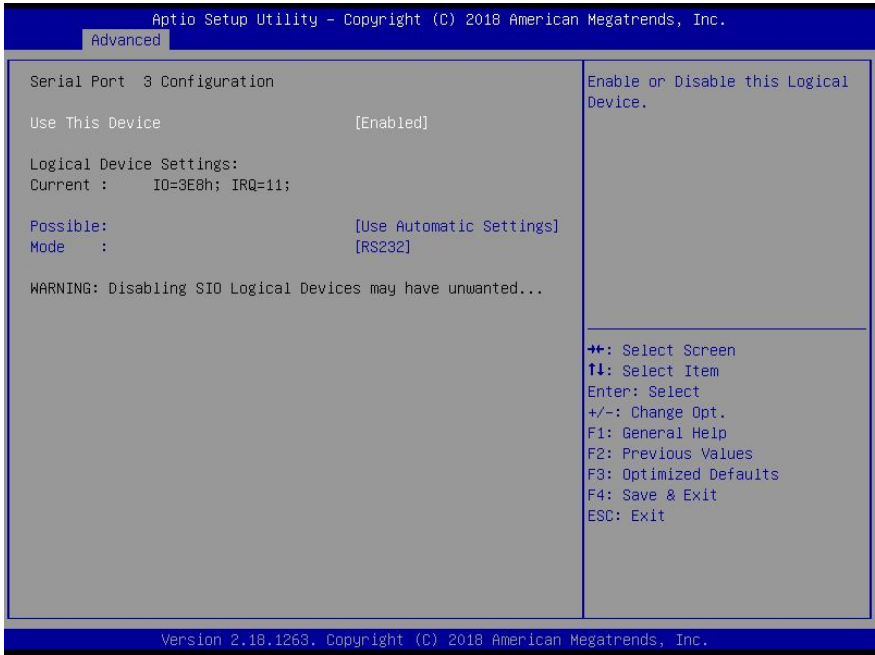 Aptio Setup Utility – Copyright (C) 2018 American Megatrends, Inc.
Advanced
Serial Port 3 Configuration
Use This Device [Enabled]
Logical Device Settings:
Current : IO=3E8h; IRQ=11;
Possible: [Use Automatic Settings]
Mode : [RS232]
WARNING: Disabling SIO Logical Devices may have unwanted...
Enable or Disable this Logical
Device.
→←: Select Screen
↑↓: Select Item
Enter: Select
+/-: Change Opt.
F1: General Help
F2: Previous Values
F3: Optimized Defaults
F4: Save & Exit
ESC: Exit
Version 2.18.1263. Copyright (C) 2018 American Megatrends, Inc.